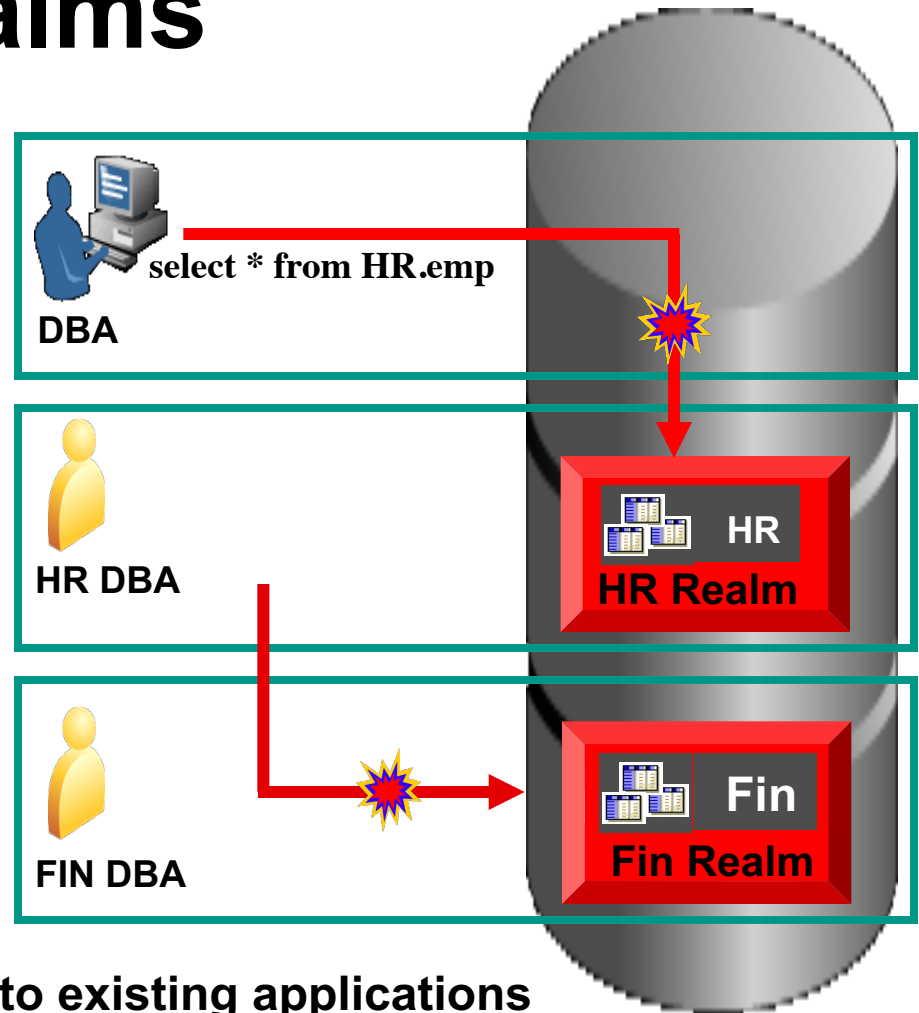 alms
select * from HR.emp
DBA
HR
HR DBA
HR Realm
Fin
Fin Realm
FIN DBA
to existing applications